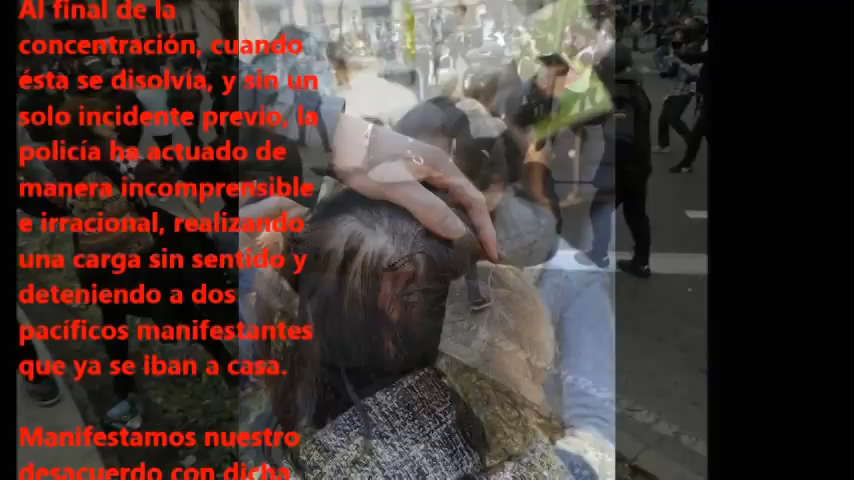 Al final de la
concentración, cuando
ésta se disolvía, y sin un
solo incidente previo, la
policía ha actuado de
manera incomprensible
e irracional, realizando
una carga sin sentido y
deteniendo a dos
pacíficos manifestantes
que ya se iban a casa.
Manifestamos nuestro
desacuerdo con dicha